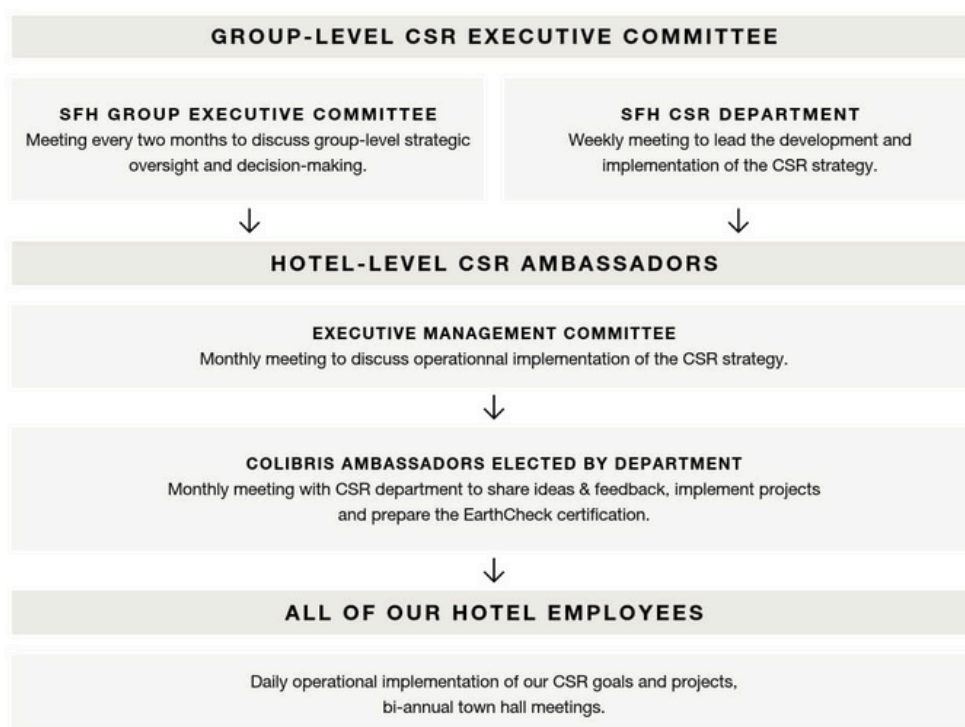 GROUP-LEVEL CSR EXECUTIVE COMMITTEE
SFH GROUP EXECUTIVE COMMITTEE
Meeting every two months to discuss group-level strategic
oversight and decision-making.
SFH CSR DEPARTMENT
Weekly meeting to lead the development and
implementation of the CSR strategy.
HOTEL-LEVEL CSR AMBASSADORS
EXECUTIVE MANAGEMENT COMMITTEE
Monthly meeting to discuss operationnal implementation of the CSR strategy.
COLIBRIS AMBASSADORS ELECTED BY DEPARTMENT
Monthly meeting with CSR department to share ideas & feedback, implement projects
and prepare the EarthCheck certification.
ALL OF OUR HOTEL EMPLOYEES
Daily operational implementation of our CSR goals and projects,
bi-annual town hall meetings.